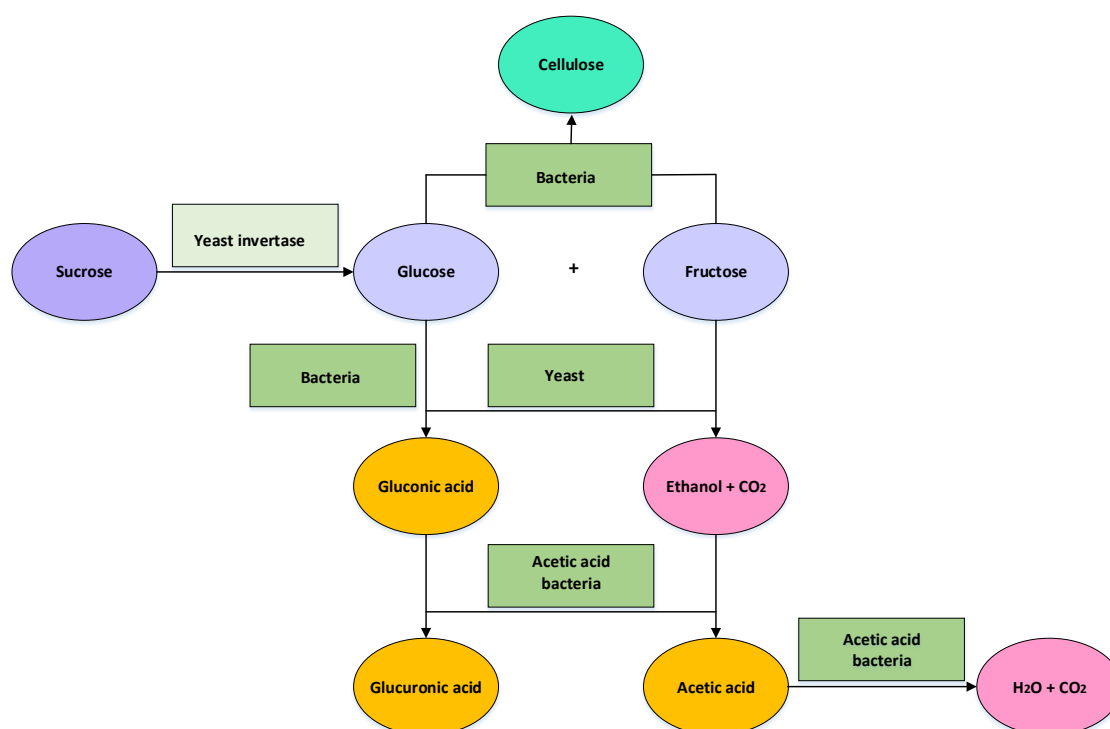 Cellulose
Bacteria
Yeast invertase
Sucrose
Glucose
+
Fructose
Bacteria
Yeast
Gluconic acid
Ethanol + CO₂
Acetic acid
bacteria
Acetic acid
bacteria
Glucuronic acid
Acetic acid
H₂O + CO₂